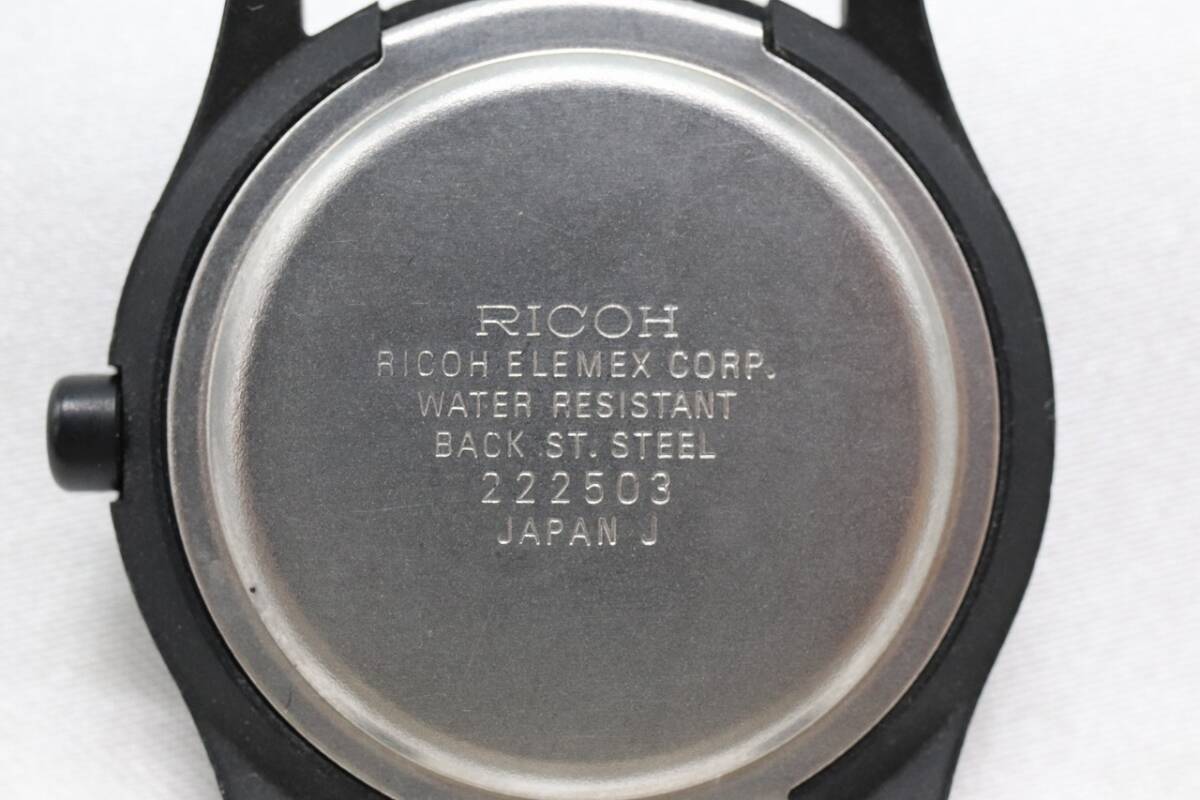 RICOH
RICOH ELEMEX CORP.
WATER RESISTANT
BACK ST. STEEL
222503
JAPAN J